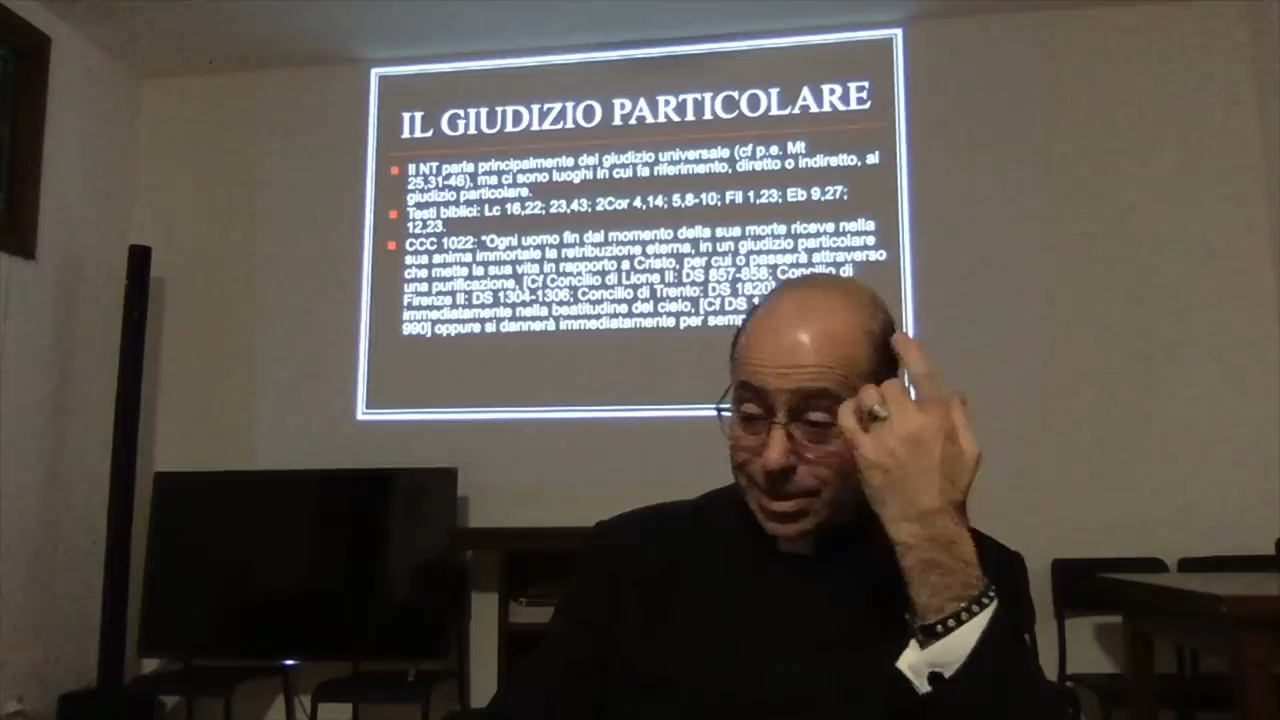 IL GIUDIZIO PARTICOLARE
Il NT parla principalmente del giudizio universale (cf p.e. Mt
25,31-46), ma ci sono luoghi in cui fa riferimento, diretto o indiretto, al
giudizio particolare.
Testi biblici: Lc 16,22; 23,43; 2Cor 4,14; 5,8-10; Fil 1,23; Eb 9,27;
12,23.
CCC 1022: "Ogni uomo fin dal momento della sua morte riceve nella
sua anima immortale la retribuzione eterna, in un giudizio particolare
che mette la sua vita in rapporto a Cristo, per cui o passerà attraverso
una purificazione, [Cf Concilio di Lione II: DS 857-858; Concilio di
Firenze II: DS 1304-1306; Concilio di Trento: DS 1820]
immediatamente nella beatitudine del cielo, [Cf DS
990] oppure si dannerà immediatamente per